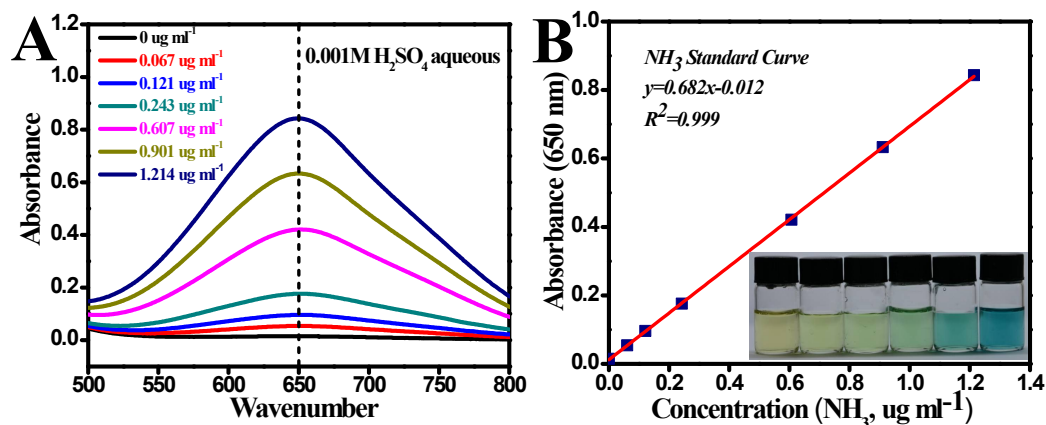 A
1.2
1.0
0.8
0.6
0.4
0.2
0.0
Absorbance
0 ug ml⁻¹
0.067 ug ml⁻¹
0.121 ug ml⁻¹
0.243 ug ml⁻¹
0.607 ug ml⁻¹
0.901 ug ml⁻¹
1.214 ug ml⁻¹
0.001M H₂SO₄ aqueous
500 550 600 650 700 750 800
Wavenumber
B
1.0
0.8
0.6
0.4
0.2
0.0
Absorbance (650 nm)
NH₃ Standard Curve
y=0.682x-0.012
R²=0.999
0.0 0.2 0.4 0.6 0.8 1.0 1.2 1.4
Concentration (NH₃, ug ml⁻¹)